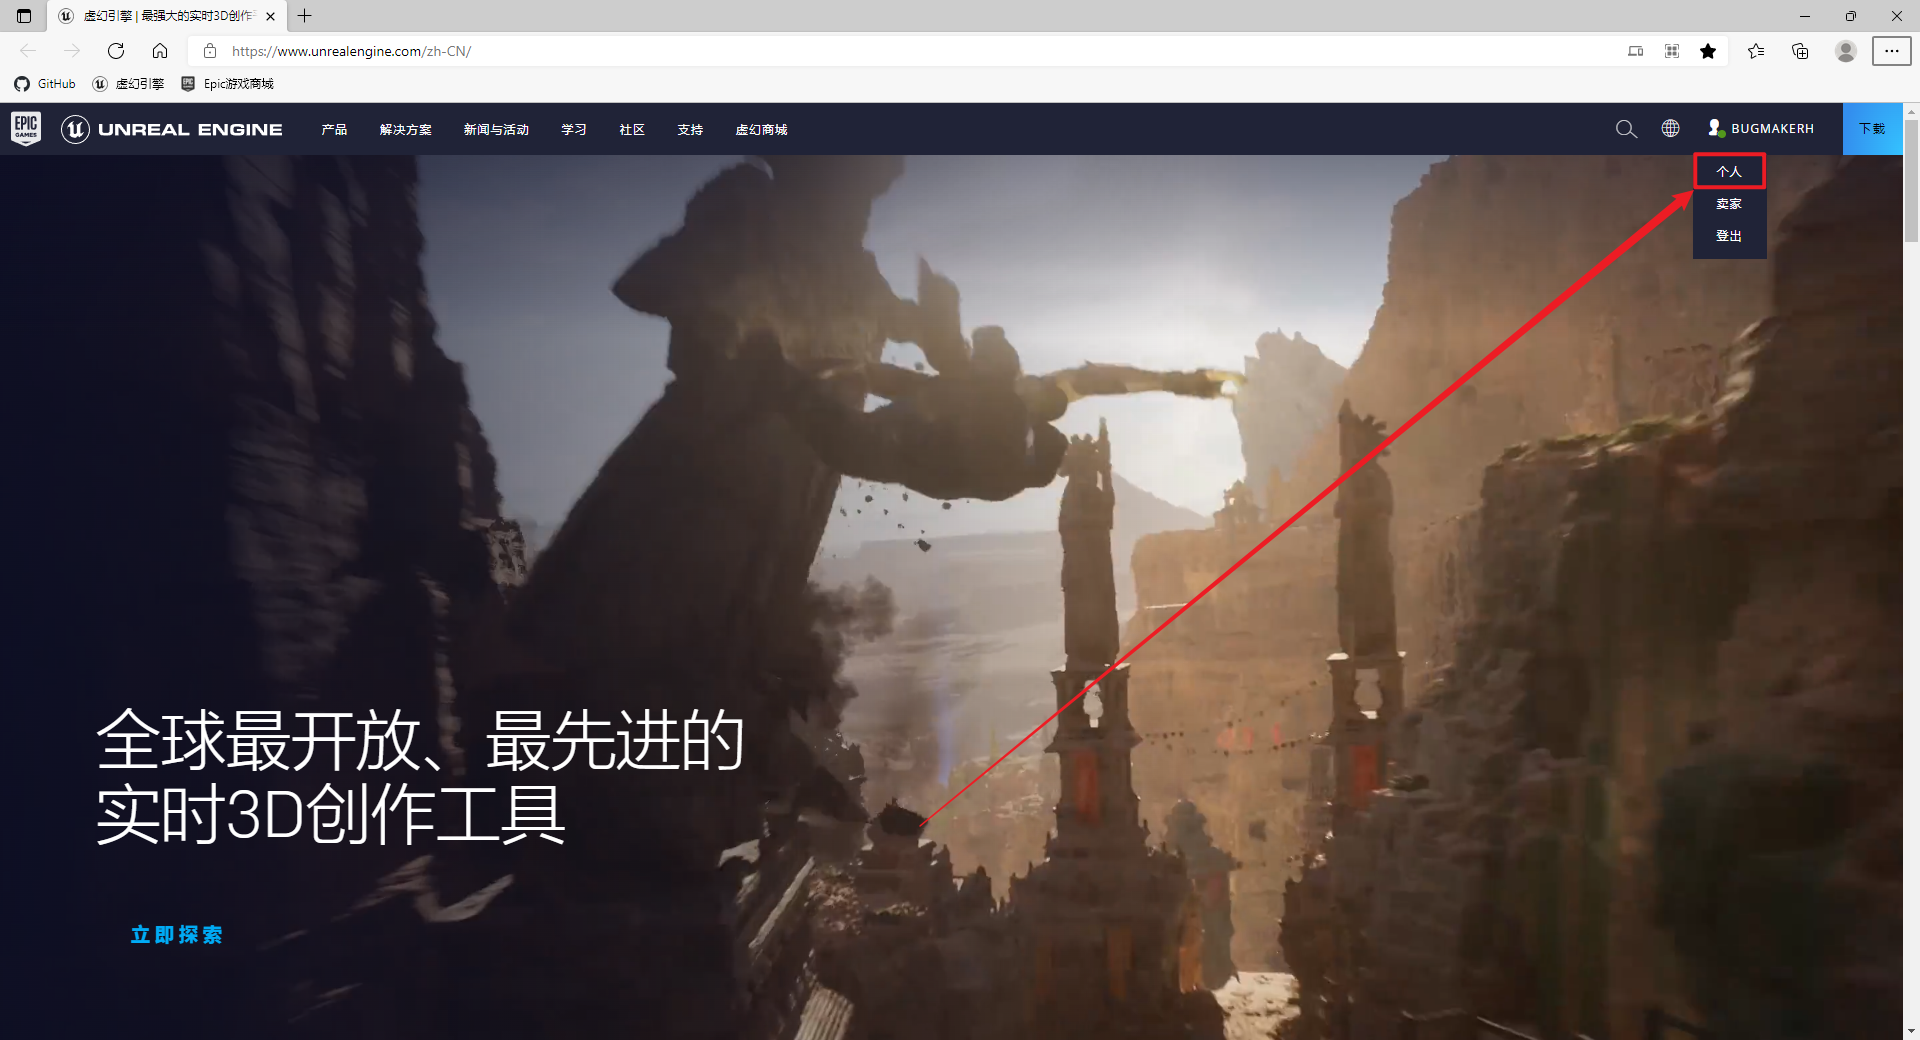 虚幻引擎 | 最强大的实时3D创作
https://www.unrealengine.com/zh-CN/
GitHub
虚幻引擎
Epic游戏商城
EPIC GAMES
UNREAL ENGINE
产品
解决方案
新闻与活动
学习
社区
支持
虚幻商城
BUGMAKERH
下载
个人
卖家
登出
全球最开放、最先进的
实时3D创作工具
立即探索